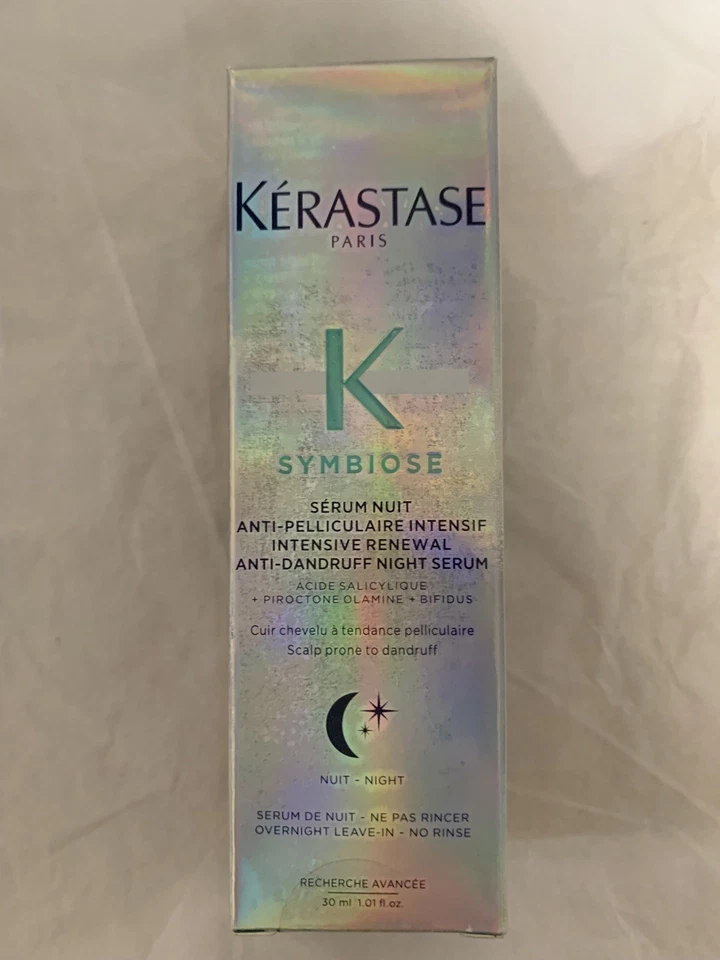 KÉRASTASE
PARIS
K
SYMBIOSE
SÉRUM NUIT
ANTI-PELLICULAIRE INTENSIF
INTENSIVE RENEWAL
ANTI-DANDRUFF NIGHT SERUM
ACIDE SALICYLIQUE
+ PIROCTONE OLAMINE + BIFIDUS
Cuir chevelu à tendance pelliculaire
Scalp prone to dandruff
NUIT - NIGHT
SERUM DE NUIT - NE PAS RINCER
OVERNIGHT LEAVE-IN - NO RINSE
RECHERCHE AVANCÉE
30 ml 1.01 fl.oz.